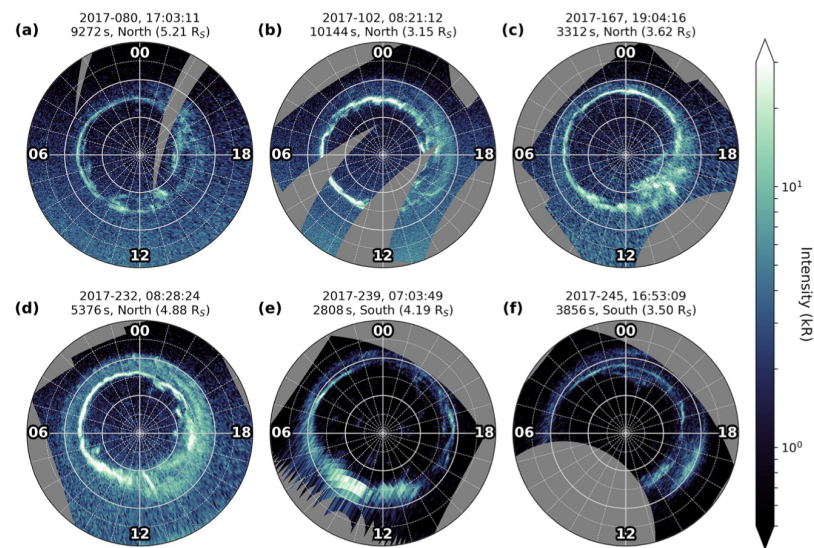 (a)
2017-080, 17:03:11
9272 s, North (5.21 RS)
00
06
18
12
(b)
2017-102, 08:21:12
10144 s, North (3.15 RS)
00
06
18
12
(c)
2017-167, 19:04:16
3312 s, North (3.62 RS)
00
06
18
12
(d)
2017-232, 08:28:24
5376 s, North (4.88 RS)
00
06
18
12
(e)
2017-239, 07:03:49
2808 s, South (4.19 RS)
00
06
18
12
(f)
2017-245, 16:53:09
3856 s, South (3.50 RS)
00
06
18
12
10¹
10⁰
Intensity (kR)